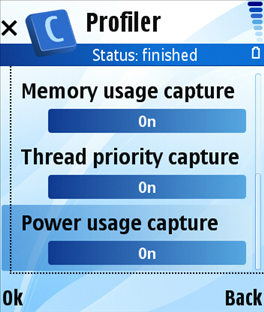 Profiler
Status: finished
Memory usage capture
On
Thread priority capture
On
Power usage capture
On
Ok
Back